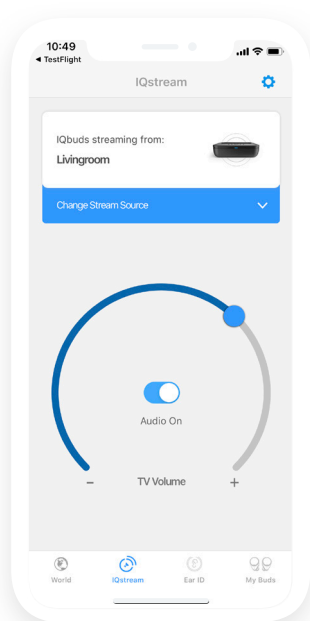 10:49
◀ TestFlight
IQstream
IQbuds streaming from:
Livingroom
Change Stream Source
Audio On
- TV Volume +
World IQstream Ear ID My Buds